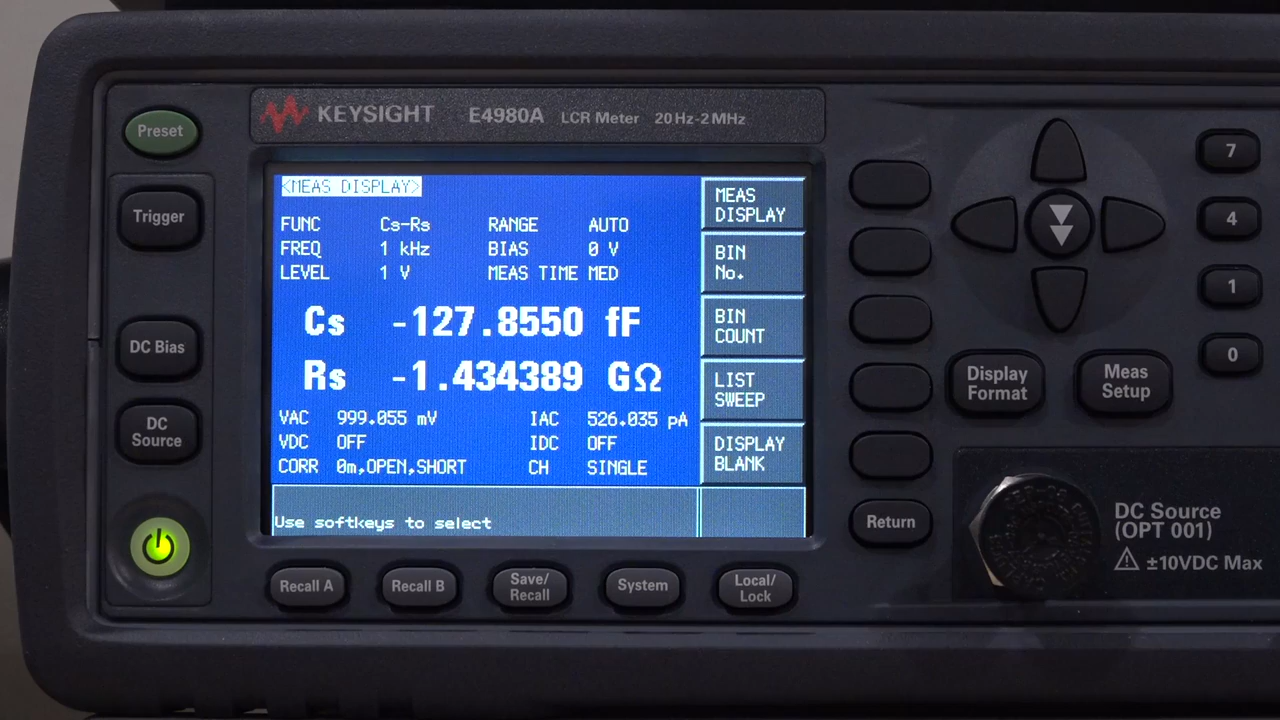 KEYSIGHT E4980A LCR Meter 20 Hz-2 MHz
Preset
Trigger
DC Bias
DC
Source
<MEAS DISPLAY>
FUNC Cs-Rs RANGE AUTO
FREQ 1 kHz BIAS 0 V
LEVEL 1 V MEAS TIME MED
Cs -127.8550 fF
Rs -1.434389 GΩ
VAC 999.055 mV IAC 526.035 pA
VDC OFF IDC OFF
CORR 0m,OPEN,SHORT CH SINGLE
Use softkeys to select
MEAS
DISPLAY
BIN
No.
BIN
COUNT
LIST
SWEEP
DISPLAY
BLANK
Recall A
Recall B
Save/
Recall
System
Local/
Lock
Return
Display
Format
Meas
Setup
7
4
1
0
DC Source
(OPT 001)
±10VDC Max